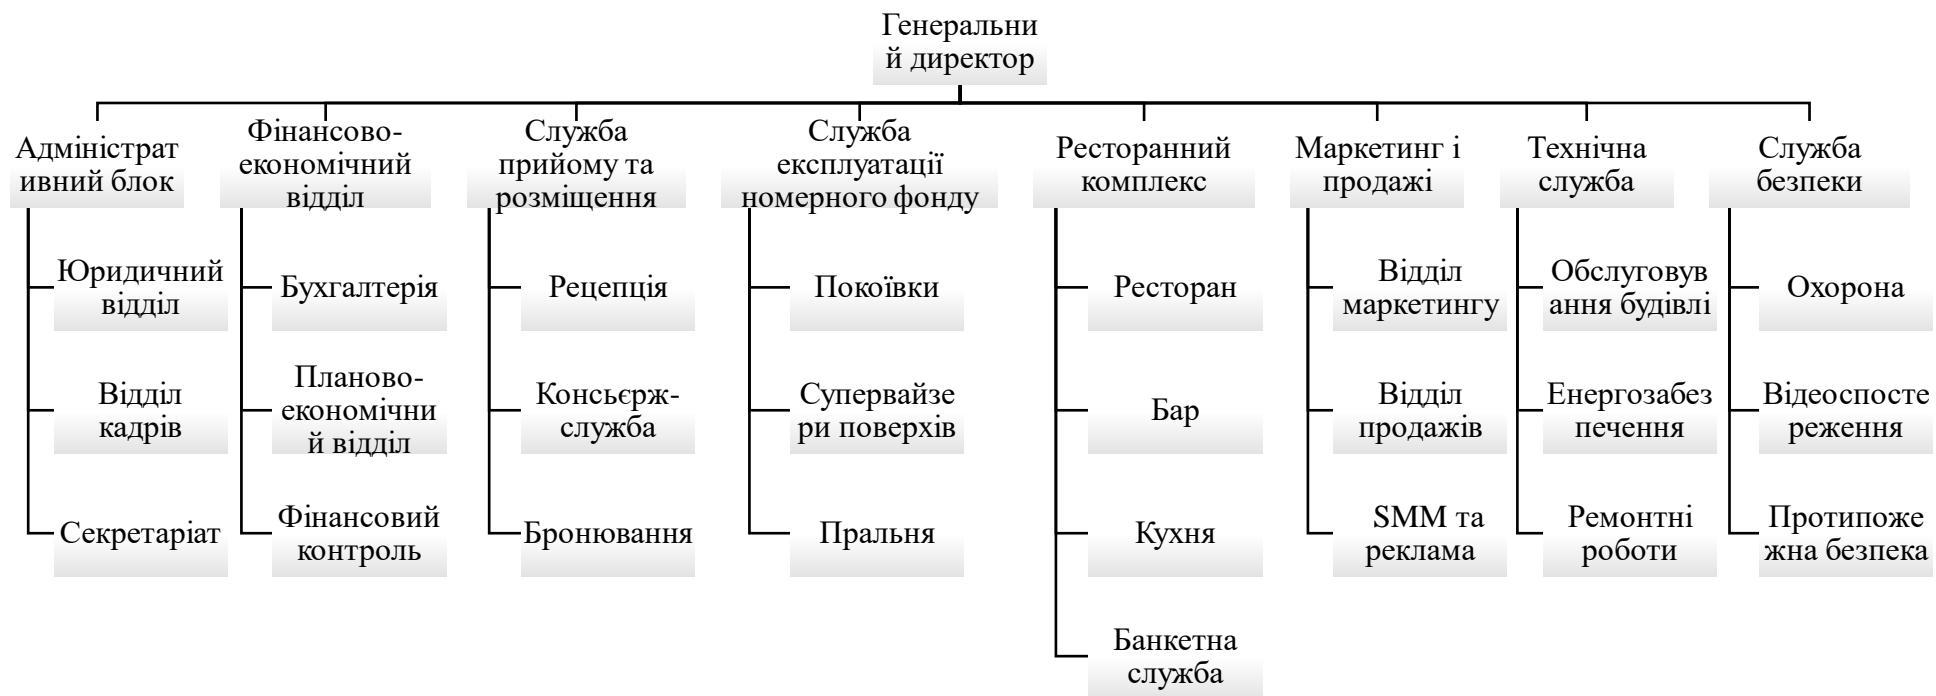 Генеральни
й директор
Адміністрат
ивний блок
Юридичний
відділ
Відділ
кадрів
Секретаріат
Фінансово-
економічний
відділ
Бухгалтерія
Планово-
економічни
й відділ
Фінансовий
контроль
Служба
прийому та
розміщення
Рецепція
Консьєрж-
служба
Бронювання
Служба
експлуатації
номерного фонду
Покоївки
Супервайзе
ри поверхів
Пральня
Ресторанний
комплекс
Ресторан
Бар
Кухня
Банкетна
служба
Маркетинг і
продажі
Відділ
маркетингу
Відділ
продажів
SMM та
реклама
Технічна
служба
Обслуговув
ання будівлі
Енергозабез
печення
Ремонтні
роботи
Служба
безпеки
Охорона
Відеоспосте
реження
Протипоже
жна безпека